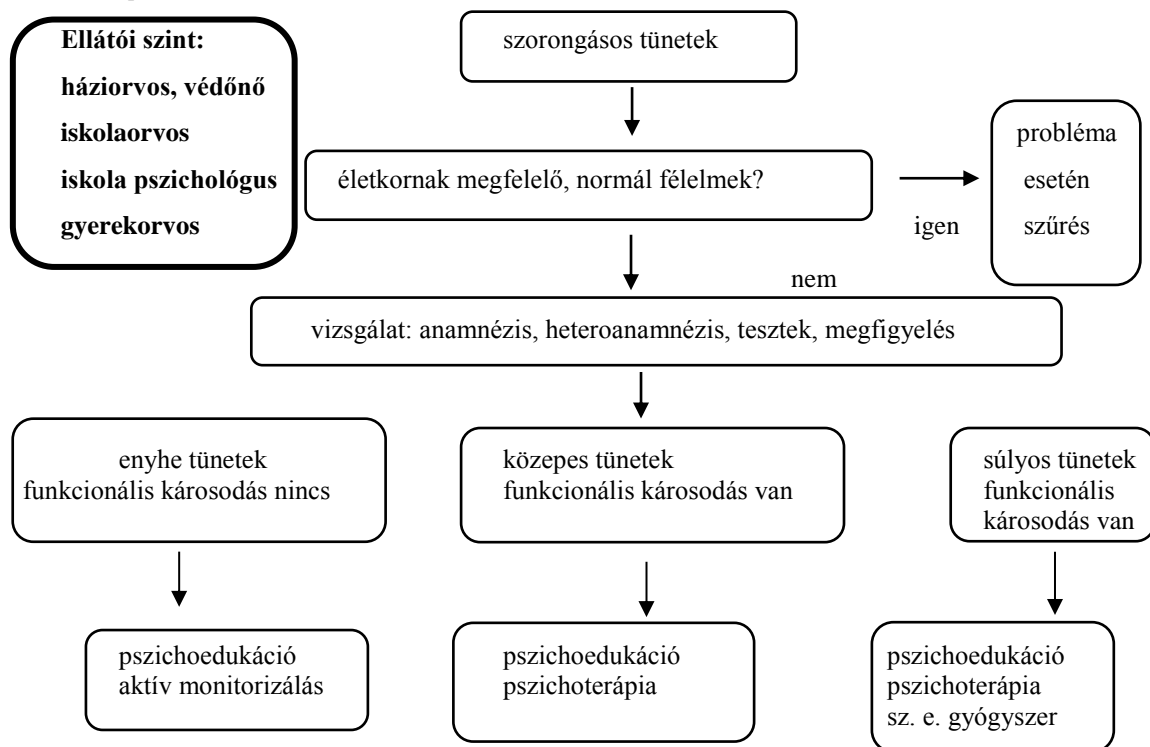 Ellátói szint:
háziorvos, védőnő
iskolaorvos
iskola pszichológus
gyerekorvos
szorongásos tünetek
életkornak megfelelő, normál félelmek?
igen
probléma
esetén
szűrés
nem
vizsgálat: anamnézis, heteroanamnézis, tesztek, megfigyelés
enyhe tünetek
funkcionális károsodás nincs
közepes tünetek
funkcionális károsodás van
súlyos tünetek
funkcionális
károsodás van
pszichoedukáció
aktív monitorizálás
pszichoedukáció
pszichoterápia
pszichoedukáció
pszichoterápia
sz. e. gyógyszer